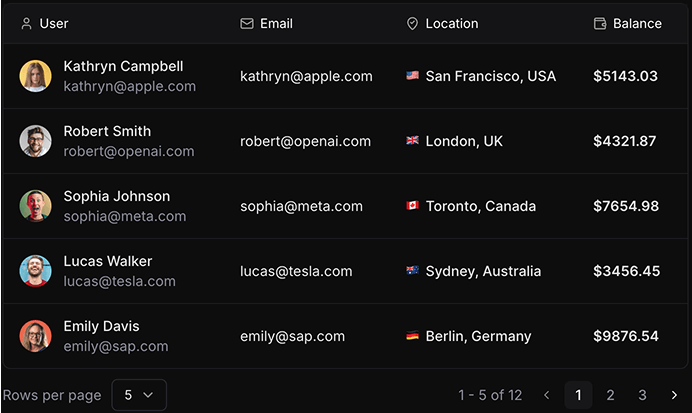 User Email Location Balance
Kathryn Campbell
kathryn@apple.com kathryn@apple.com San Francisco, USA $5143.03
Robert Smith
robert@openai.com robert@openai.com London, UK $4321.87
Sophia Johnson
sophia@meta.com sophia@meta.com Toronto, Canada $7654.98
Lucas Walker
lucas@tesla.com lucas@tesla.com Sydney, Australia $3456.45
Emily Davis
emily@sap.com emily@sap.com Berlin, Germany $9876.54
Rows per page 5 1 - 5 of 12 1 2 3